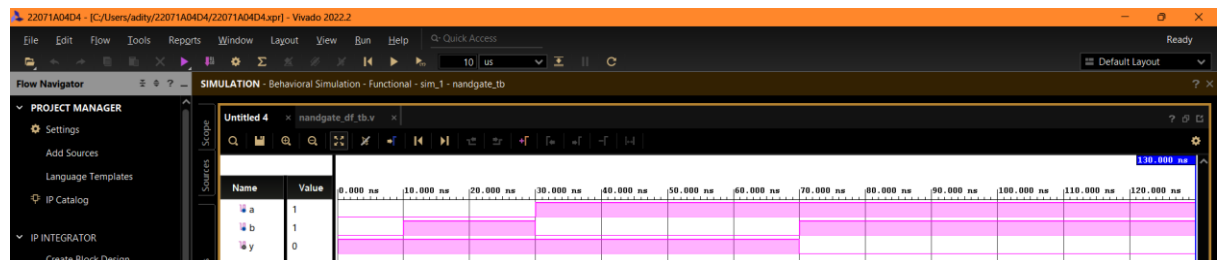 22071A04D4 - [C:/Users/adity/22071A04D4/22071A04D4.xpr] - Vivado 2022.2
File Edit Flow Tools Reports Window Layout View Run Help Q- Quick Access Ready
10 us Default Layout
Flow Navigator ? SIMULATION - Behavioral Simulation - Functional - sim_1 - nandgate_tb ?
PROJECT MANAGER
Settings
Add Sources
Language Templates
IP Catalog
IP INTEGRATOR
Create Block Design
Scope
Sources
Untitled 4 nandgate_df_tb.v ?
130.000 ns
Name Value 0.000 ns 10.000 ns 20.000 ns 30.000 ns 40.000 ns 50.000 ns 60.000 ns 70.000 ns 80.000 ns 90.000 ns 100.000 ns 110.000 ns 120.000 ns
a 1
b 1
y 0